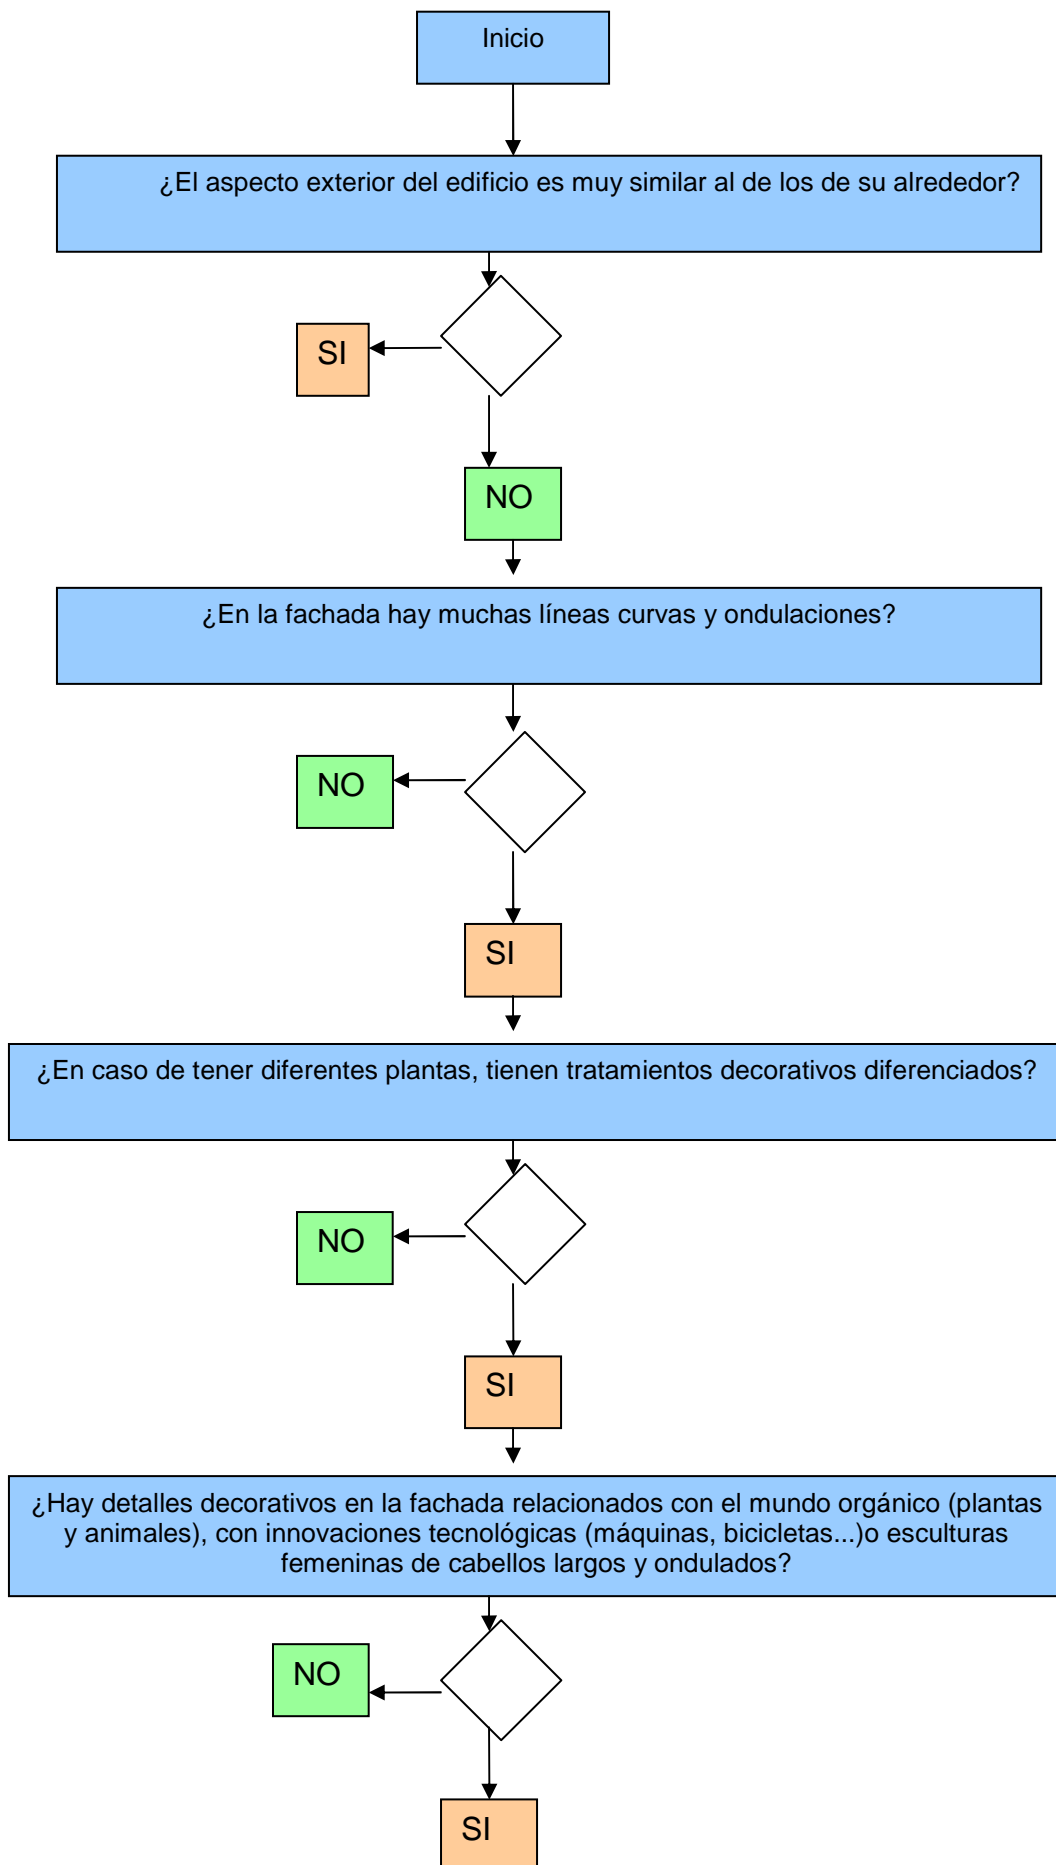 Inicio
¿El aspecto exterior del edificio es muy similar al de los de su alrededor?
SI
NO
¿En la fachada hay muchas líneas curvas y ondulaciones?
NO
SI
¿En caso de tener diferentes plantas, tienen tratamientos decorativos diferenciados?
NO
SI
¿Hay detalles decorativos en la fachada relacionados con el mundo orgánico (plantas
y animales), con innovaciones tecnológicas (máquinas, bicicletas...)o esculturas
femeninas de cabellos largos y ondulados?
NO
SI